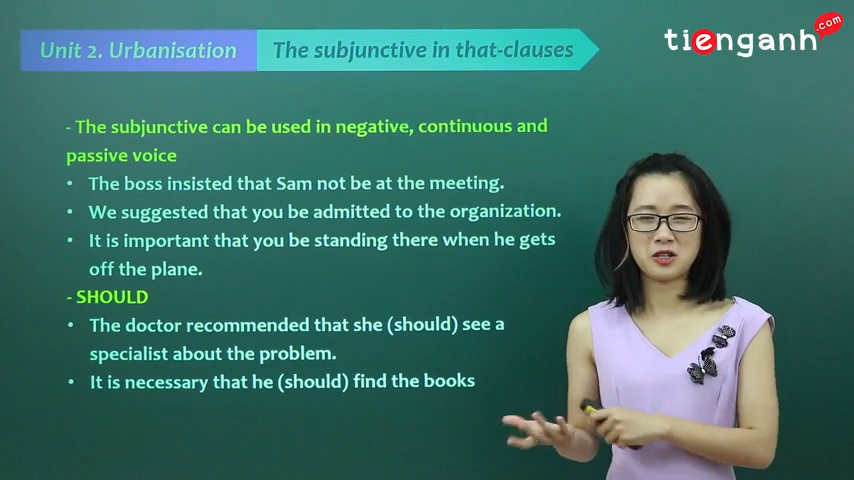 Unit 2. Urbanisation
The subjunctive in that-clauses
tienganh.com
- The subjunctive can be used in negative, continuous and
passive voice
• The boss insisted that Sam not be at the meeting.
• We suggested that you be admitted to the organization.
• It is important that you be standing there when he gets
off the plane.
- SHOULD
• The doctor recommended that she (should) see a
specialist about the problem.
• It is necessary that he (should) find the books